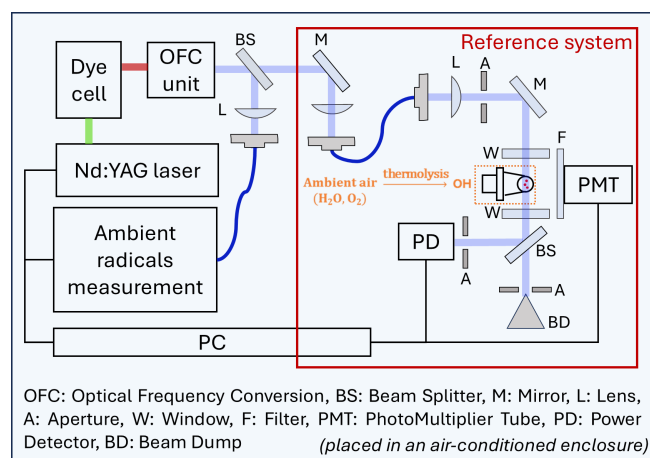 BS
M
Reference system
Dye
cell
OFC
unit
L
A
M
L
F
W
Nd:YAG laser
Ambient air
(H₂O, O₂)
thermolysis
OH
PMT
W
Ambient
radicals
measurement
PD
BS
A
A
BD
PC
OFC: Optical Frequency Conversion, BS: Beam Splitter, M: Mirror, L: Lens,
A: Aperture, W: Window, F: Filter, PMT: PhotoMultiplier Tube, PD: Power
Detector, BD: Beam Dump
(placed in an air-conditioned enclosure)